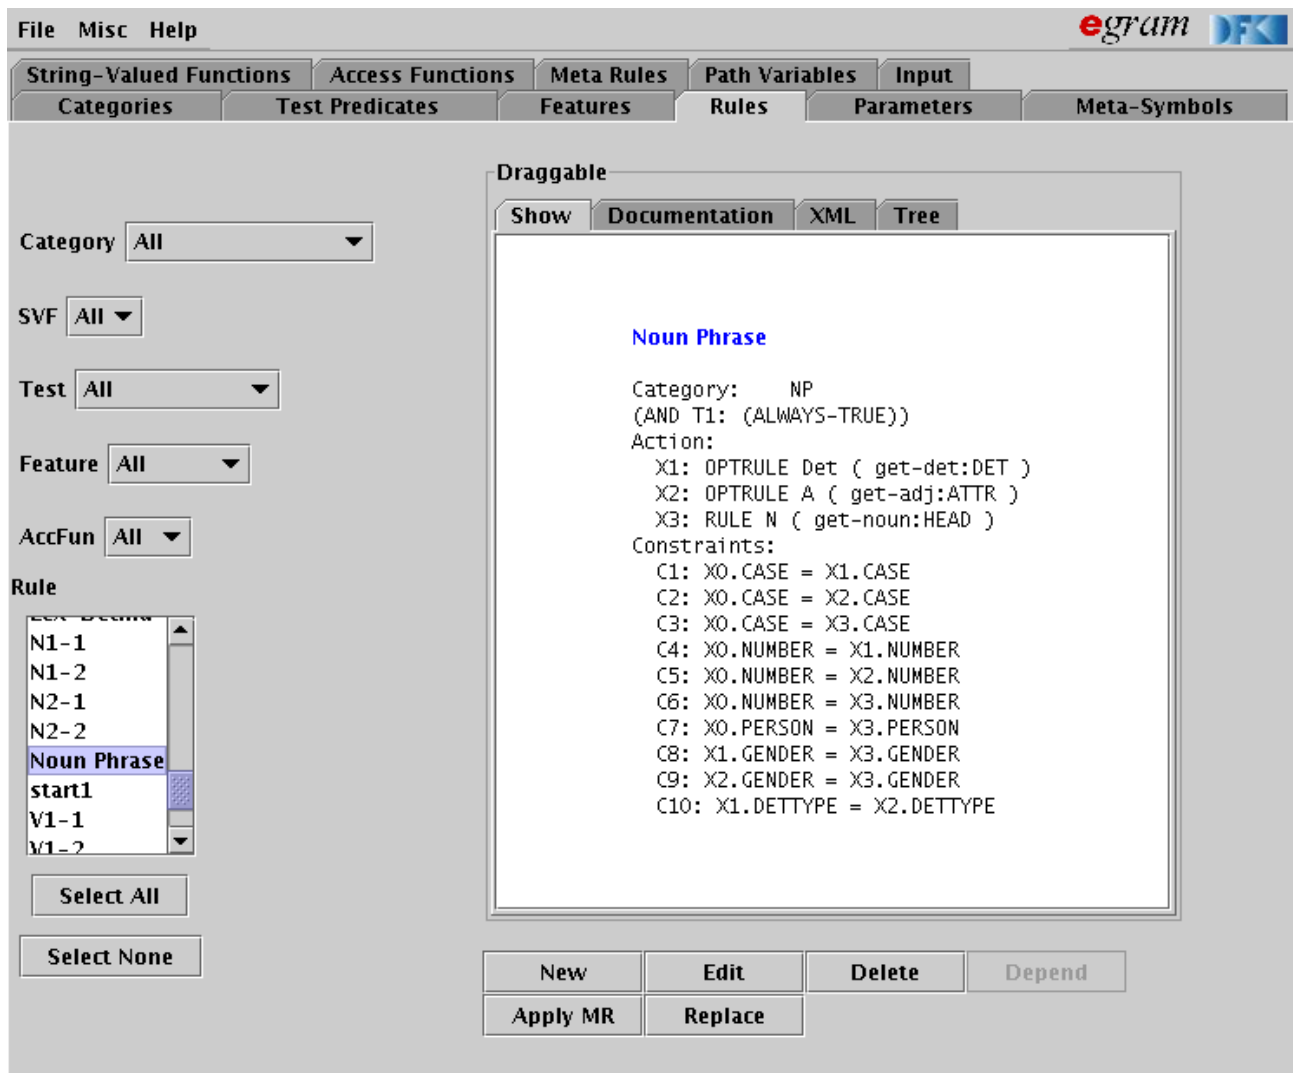 File Misc Help
egram DFKI
String-Valued Functions Access Functions Meta Rules Path Variables Input
Categories Test Predicates Features Rules Parameters Meta-Symbols
Draggable
Show Documentation XML Tree
Category All
SVF All
Test All
Feature All
AccFun All
Rule
N1-1
N1-2
N2-1
N2-2
Noun Phrase
start1
V1-1
V1-2
Select All
Select None
Noun Phrase
Category: NP
(AND T1: (ALWAYS-TRUE))
Action:
X1: OPTRULE Det ( get-det:DET )
X2: OPTRULE A ( get-adj:ATTR )
X3: RULE N ( get-noun:HEAD )
Constraints:
C1: X0.CASE = X1.CASE
C2: X0.CASE = X2.CASE
C3: X0.CASE = X3.CASE
C4: X0.NUMBER = X1.NUMBER
C5: X0.NUMBER = X2.NUMBER
C6: X0.NUMBER = X3.NUMBER
C7: X0.PERSON = X3.PERSON
C8: X1.GENDER = X3.GENDER
C9: X2.GENDER = X3.GENDER
C10: X1.DETTYPE = X2.DETTYPE
New Edit Delete Depend
Apply MR Replace